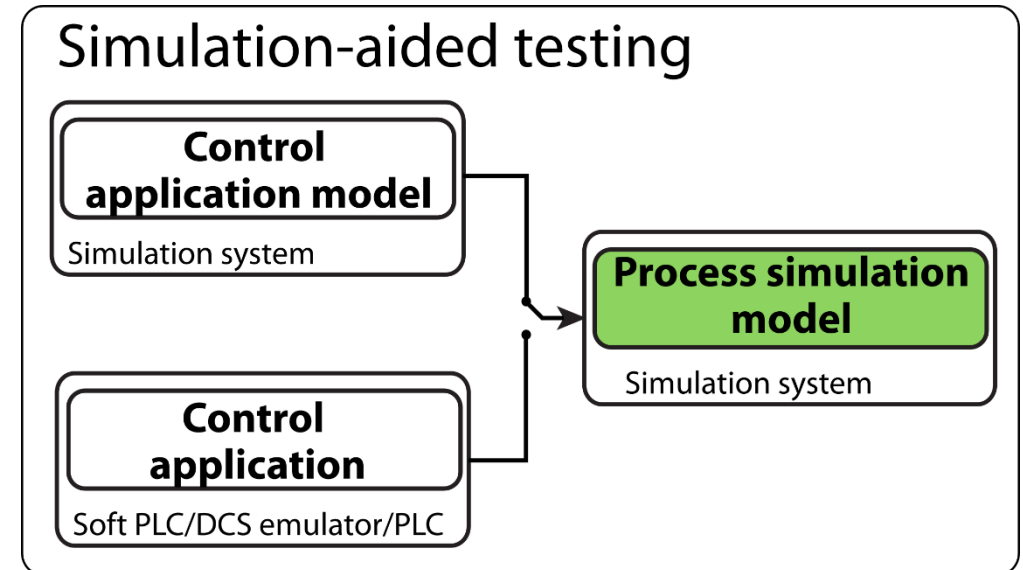 Simulation-aided testing
Control
application model
Simulation system
Process simulation
model
Simulation system
Control
application
Soft PLC/DCS emulator/PLC